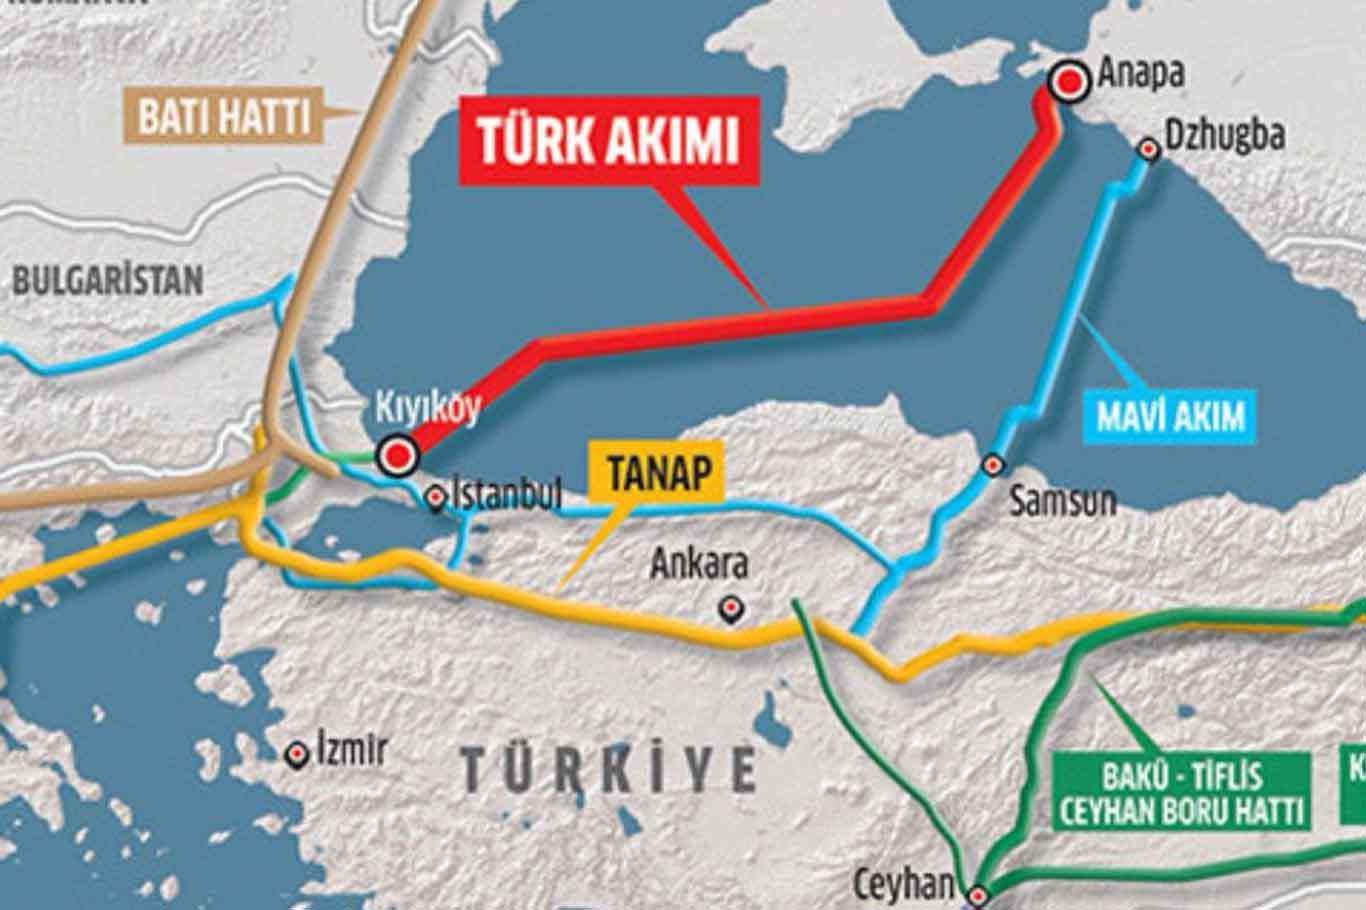 Anapa
BATI HATTI
TÜRK AKIMI
Dzhugba
BULGARİSTAN
Kıyıköy
MAVİ AKIM
TANAP
İstanbul
Samsun
Ankara
İzmir
TÜRKİYE
BAKÜ - TİFLİS
CEYHAN BORU HATTI
Ceyhan